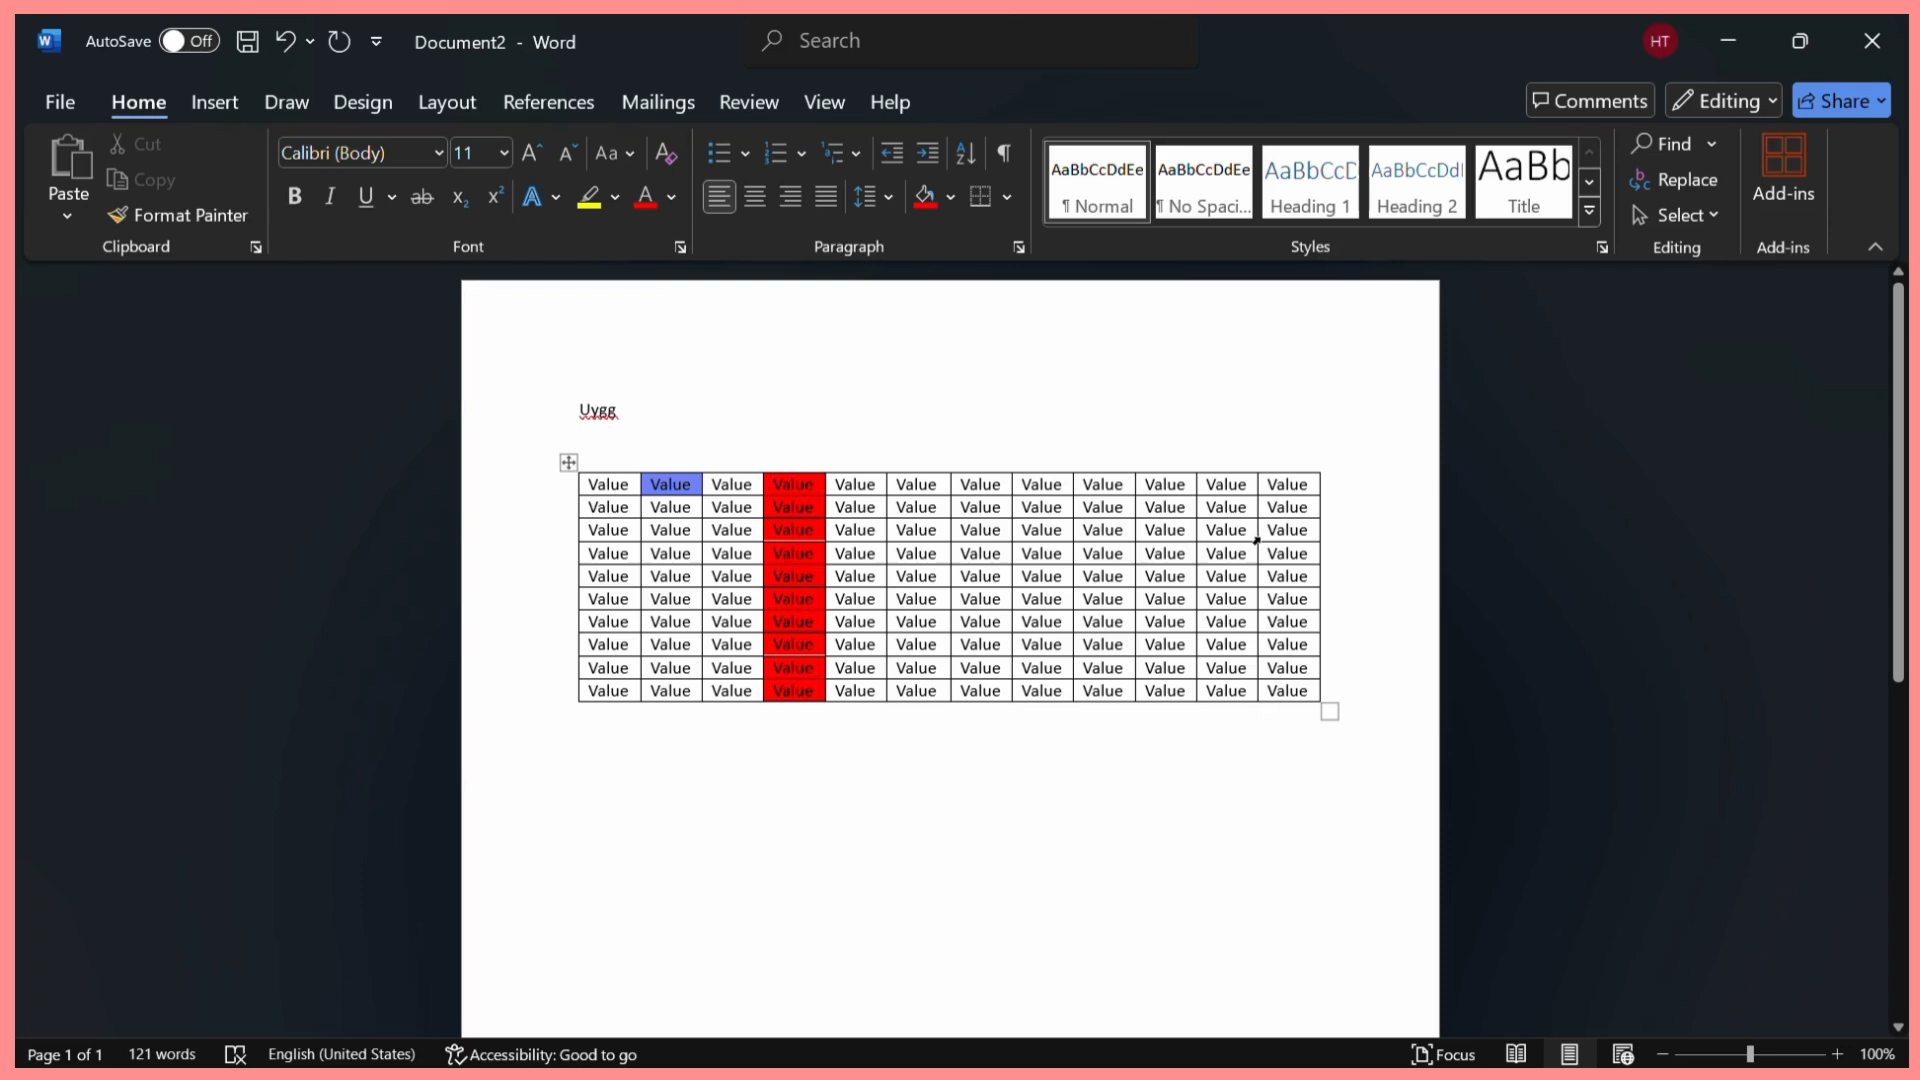 W AutoSave Off Document2 - Word Search HT
File Home Insert Draw Design Layout References Mailings Review View Help Comments Editing Share
Paste Cut Copy Format Painter Clipboard
Calibri (Body) 11 A A Aa A
B I U ab x₂ x² A A Font
Paragraph
AaBbCcDdEe AaBbCcDdEe AaBbCcD AaBbCcDdI AaBb
¶ Normal ¶ No Spaci... Heading 1 Heading 2 Title
Styles
Find
Replace
Select
Editing
Add-ins
Add-ins
Uygg
Value Value Value Value Value Value Value Value Value Value Value Value
Value Value Value Value Value Value Value Value Value Value Value Value
Value Value Value Value Value Value Value Value Value Value Value Value
Value Value Value Value Value Value Value Value Value Value Value Value
Value Value Value Value Value Value Value Value Value Value Value Value
Value Value Value Value Value Value Value Value Value Value Value Value
Value Value Value Value Value Value Value Value Value Value Value Value
Value Value Value Value Value Value Value Value Value Value Value Value
Value Value Value Value Value Value Value Value Value Value Value Value
Value Value Value Value Value Value Value Value Value Value Value Value
Page 1 of 1 121 words English (United States) Accessibility: Good to go Focus 100%